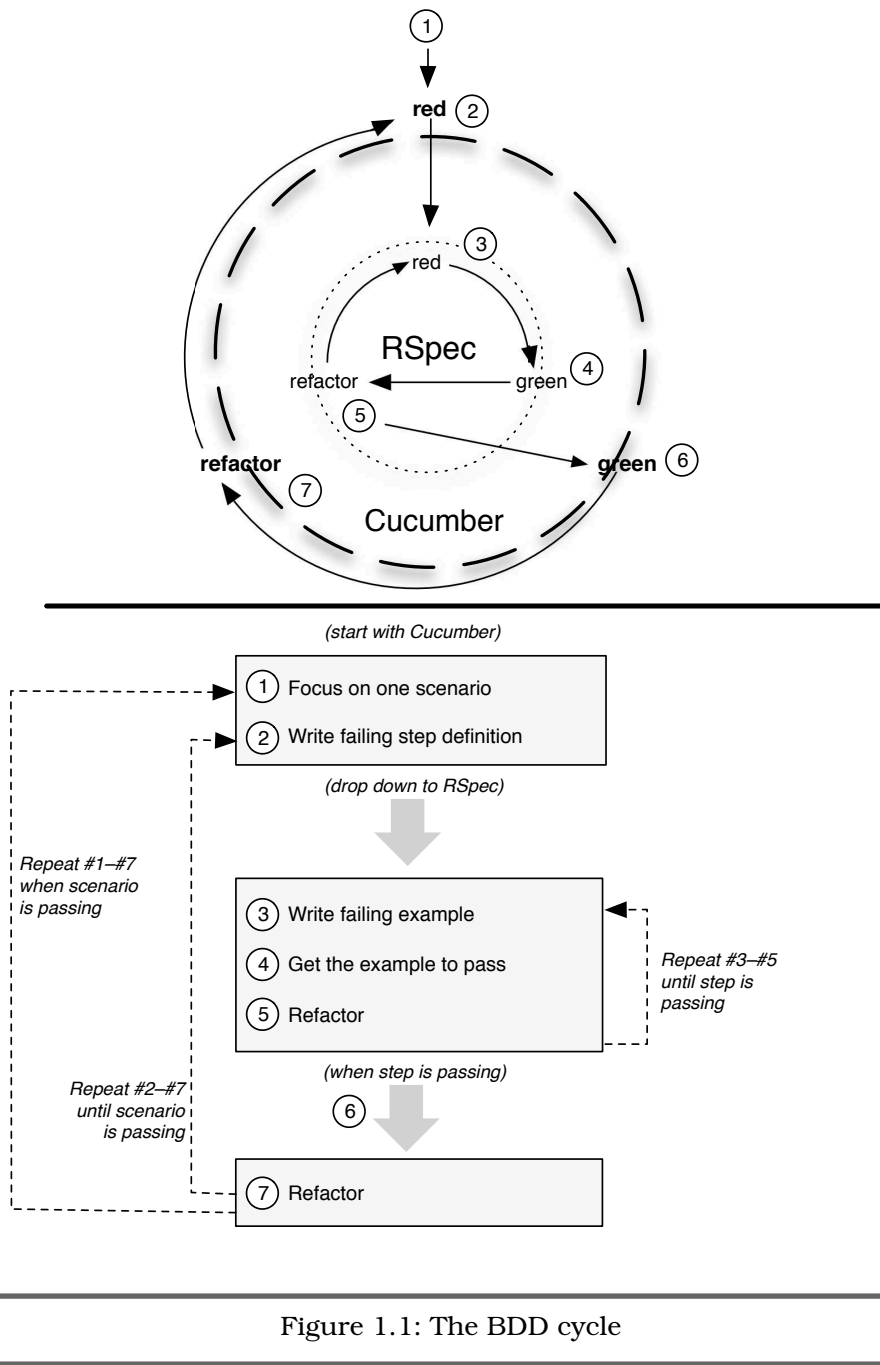 1
red 2
3
red
RSpec
refactor
green 4
5
refactor
green 6
7
Cucumber
(start with Cucumber)
1 Focus on one scenario
2 Write failing step definition
(drop down to RSpec)
Repeat #1–#7
when scenario
is passing
3 Write failing example
4 Get the example to pass
5 Refactor
Repeat #3–#5
until step is
passing
(when step is passing)
Repeat #2–#7
until scenario
is passing
6
7 Refactor
Figure 1.1: The BDD cycle